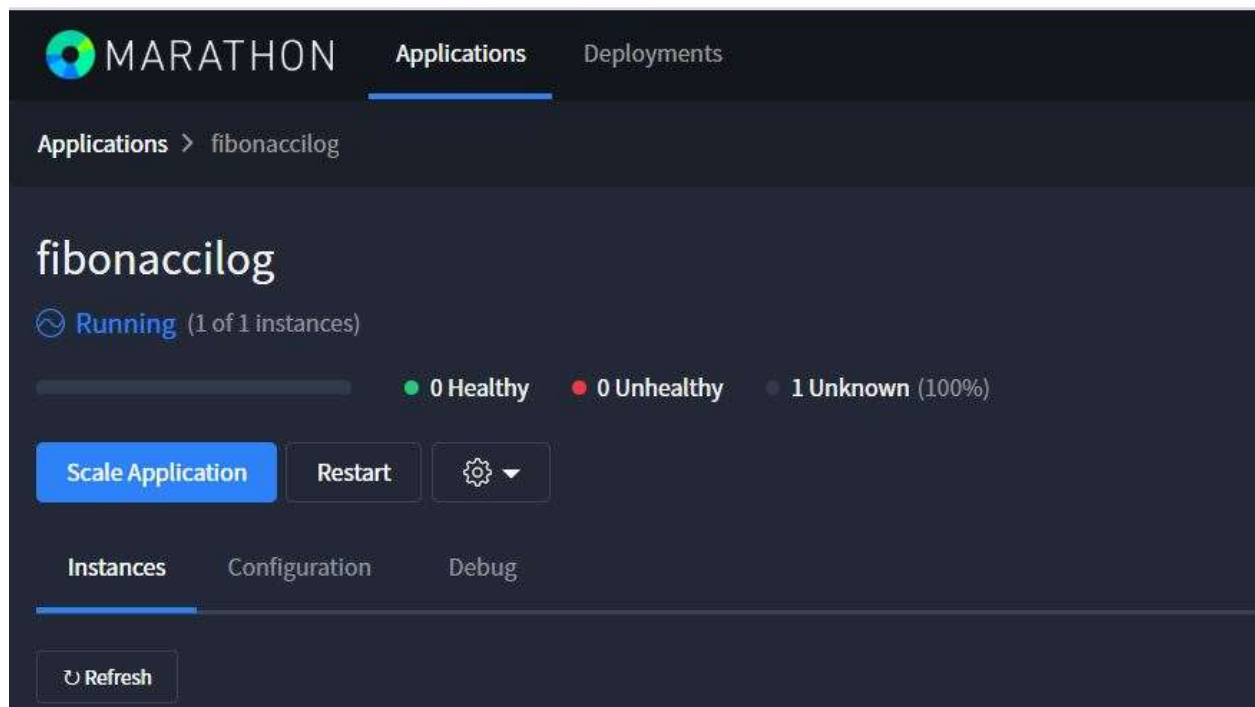 MARATHON Applications Deployments
Applications > fibonaccilog
fibonaccilog
Running (1 of 1 instances)
0 Healthy 0 Unhealthy 1 Unknown (100%)
Scale Application Restart
Instances Configuration Debug
↻ Refresh